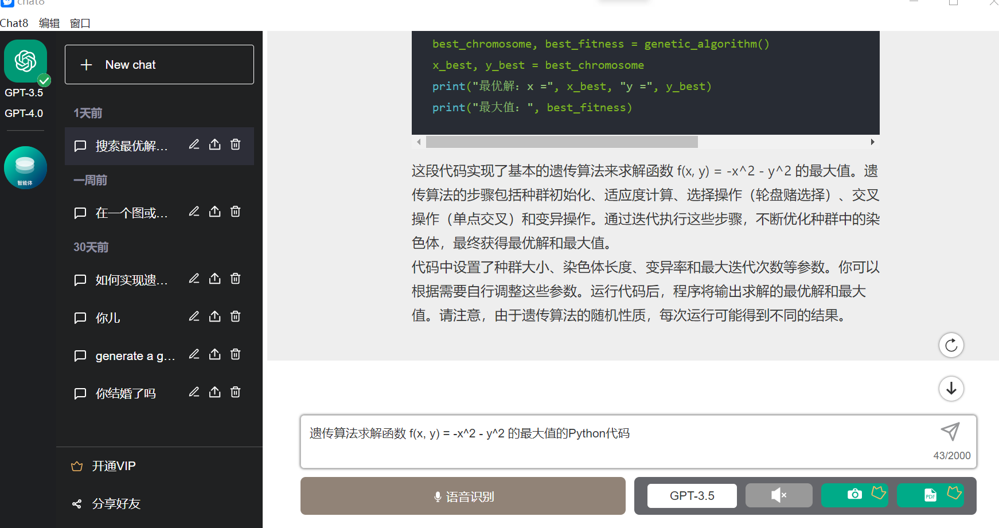 chat8
Chat8 编辑 窗口
GPT-3.5
GPT-4.0
智能体
New chat
1天前
搜索最优解...
一周前
在一个图或...
30天前
如何实现遗...
你儿
generate a g...
你结婚了吗
开通VIP
分享好友
best_chromosome, best_fitness = genetic_algorithm()
x_best, y_best = best_chromosome
print("最优解：x =", x_best, "y =", y_best)
print("最大值：", best_fitness)
这段代码实现了基本的遗传算法来求解函数 f(x, y) = -x^2 - y^2 的最大值。遗
传算法的步骤包括种群初始化、适应度计算、选择操作（轮盘赌选择）、交叉
操作（单点交叉）和变异操作。通过迭代执行这些步骤，不断优化种群中的染
色体，最终获得最优解和最大值。
代码中设置了种群大小、染色体长度、变异率和最大迭代次数等参数。你可以
根据需要自行调整这些参数。运行代码后，程序将输出求解的最优解和最大
值。请注意，由于遗传算法的随机性质，每次运行可能得到不同的结果。
遗传算法求解函数 f(x, y) = -x^2 - y^2 的最大值的Python代码
43/2000
语音识别
GPT-3.5
PDF